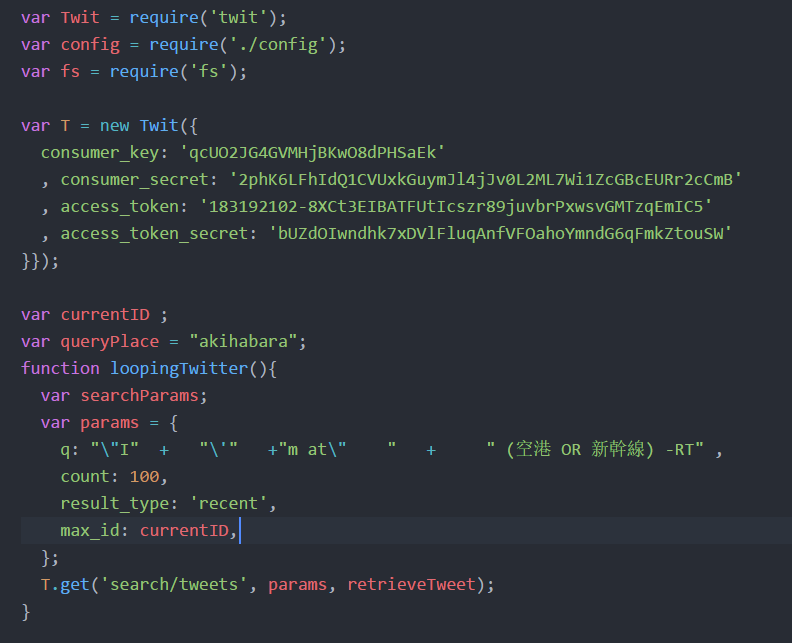 var Twit = require('twit');
var config = require('./config');
var fs = require('fs');
var T = new Twit({
consumer_key: 'qcUO2JG4GVMHjBKwO8dPHSaEk'
, consumer_secret: '2phK6LFhIdQ1CVUxkGuymJl4jJv0L2ML7Wi1ZcGBcEURr2cCmB'
, access_token: '183192102-8XCt3EIBATFUtIcszr89juvbrPxwsvGMTzqEmIC5'
, access_token_secret: 'bUZdOIwndhk7xDVlFluqAnfVFOahoYmndG6qFmkZtouSW'
}});
var currentID ;
var queryPlace = "akihabara";
function loopingTwitter(){
var searchParams;
var params = {
q: "\"I"  +   "\'"   +"m at\"    "   +     " (空港 OR 新幹線) -RT" ,
count: 100,
result_type: 'recent',
max_id: currentID,
};
T.get('search/tweets', params, retrieveTweet);
}